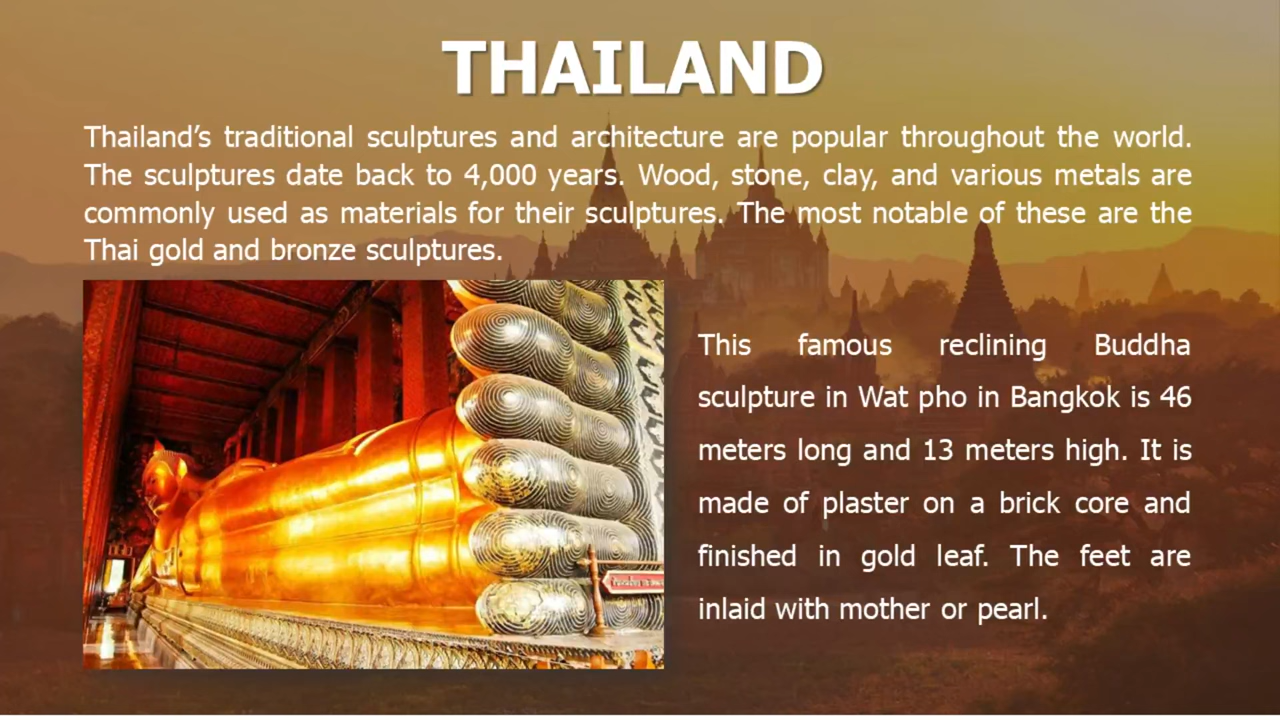 THAILAND
Thailand’s traditional sculptures and architecture are popular throughout the world.
The sculptures date back to 4,000 years. Wood, stone, clay, and various metals are
commonly used as materials for their sculptures. The most notable of these are the
Thai gold and bronze sculptures.
This famous reclining Buddha
sculpture in Wat pho in Bangkok is 46
meters long and 13 meters high. It is
made of plaster on a brick core and
finished in gold leaf. The feet are
inlaid with mother or pearl.